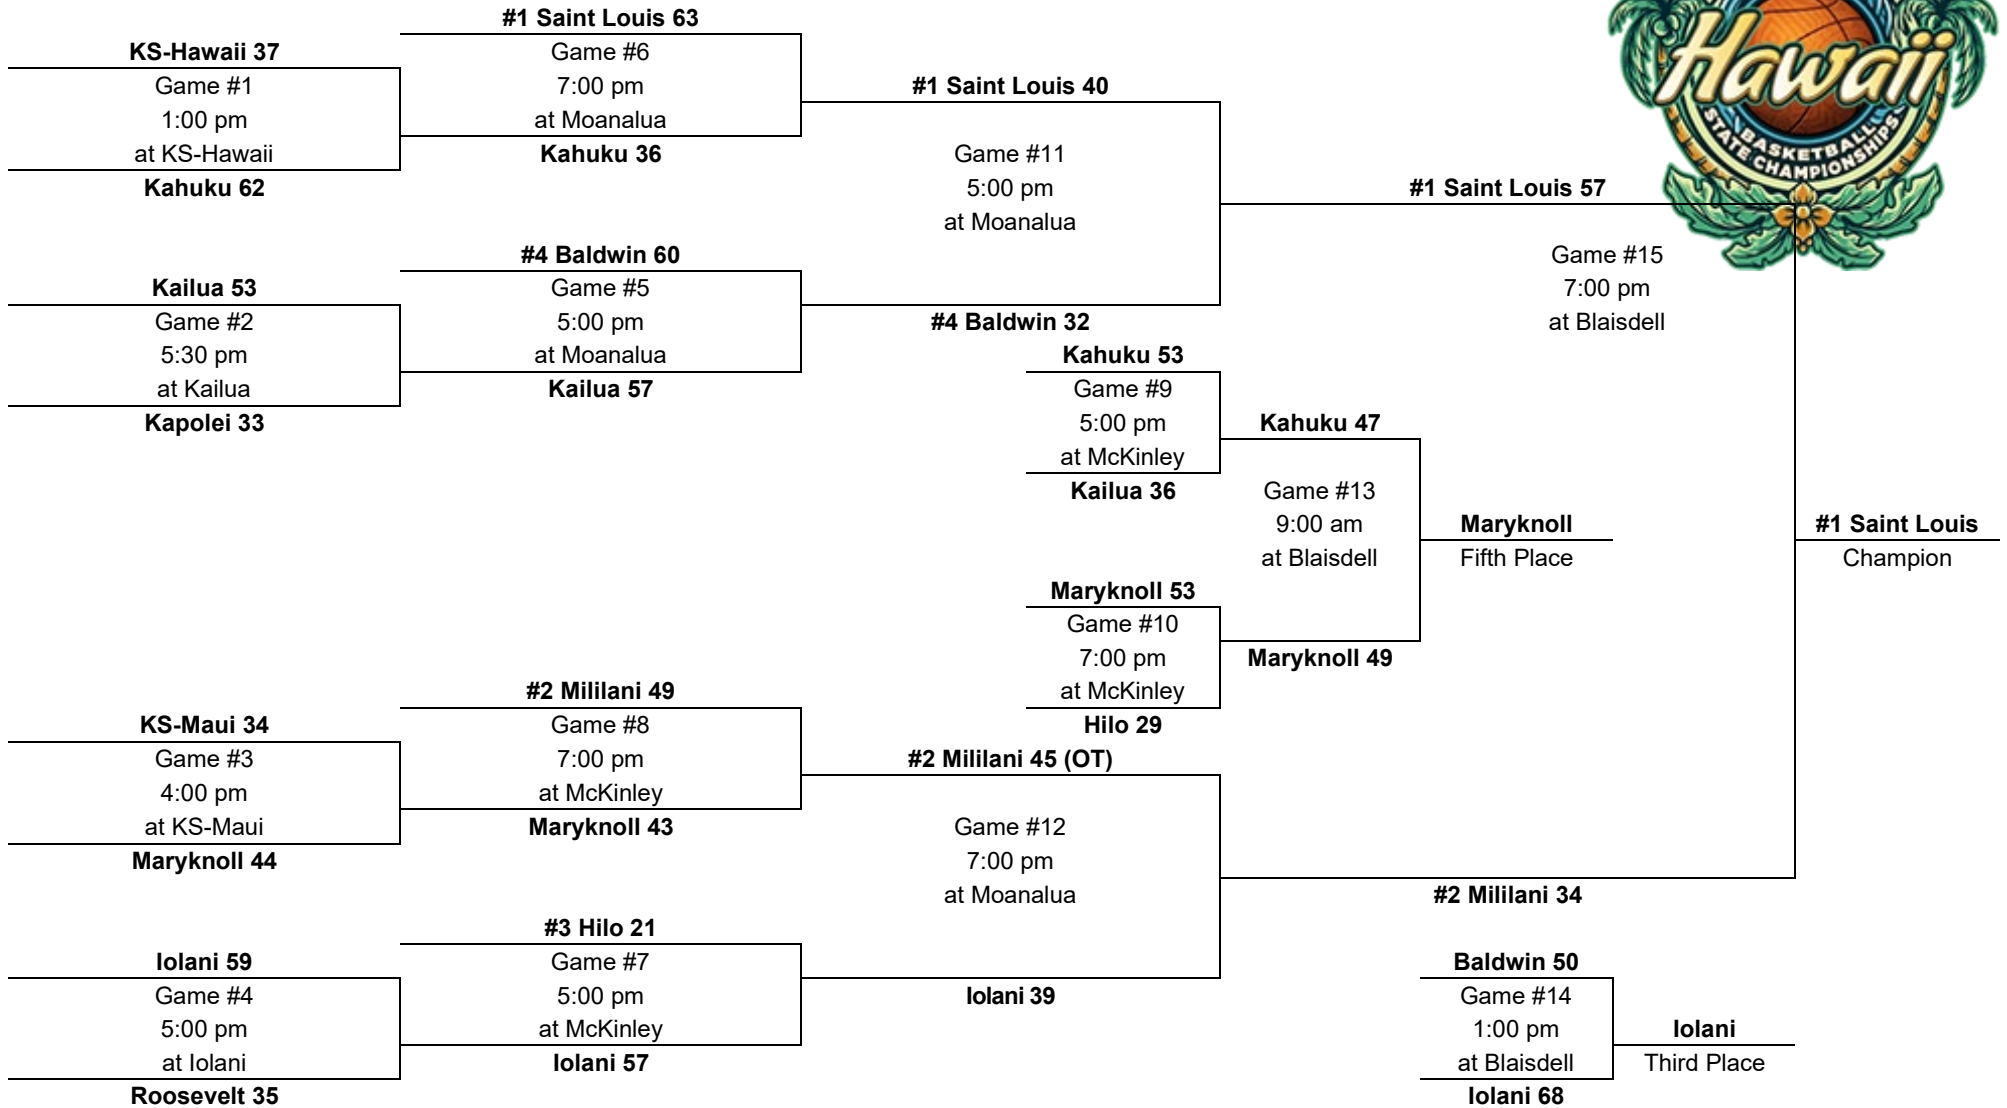 #1 Saint Louis 63
KS-Hawaii 37
Game #1
1:00 pm
at KS-Hawaii
Kahuku 62
Game #6
7:00 pm
at Moanalua
Kahuku 36
#1 Saint Louis 40
Game #11
5:00 pm
at Moanalua
#4 Baldwin 32
Kailua 53
Game #2
5:30 pm
at Kailua
Kapolei 33
#4 Baldwin 60
Game #5
5:00 pm
at Moanalua
Kailua 57
Hawaii
BASKETBALL
STATE CHAMPIONSHIPS
#1 Saint Louis 57
Game #15
7:00 pm
at Blaisdell
#2 Mililani 34
#1 Saint Louis
Champion
Kahuku 53
Game #9
5:00 pm
at McKinley
Kailua 36
Kahuku 47
Game #13
9:00 am
at Blaisdell
Maryknoll 49
Maryknoll
Fifth Place
Maryknoll 53
Game #10
7:00 pm
at McKinley
Hilo 29
KS-Maui 34
Game #3
4:00 pm
at KS-Maui
Maryknoll 44
#2 Mililani 49
Game #8
7:00 pm
at McKinley
Maryknoll 43
#2 Mililani 45 (OT)
Game #12
7:00 pm
at Moanalua
Iolani 39
Iolani 59
Game #4
5:00 pm
at Iolani
Roosevelt 35
#3 Hilo 21
Game #7
5:00 pm
at McKinley
Iolani 57
Baldwin 50
Game #14
1:00 pm
at Blaisdell
Iolani 68
Iolani
Third Place